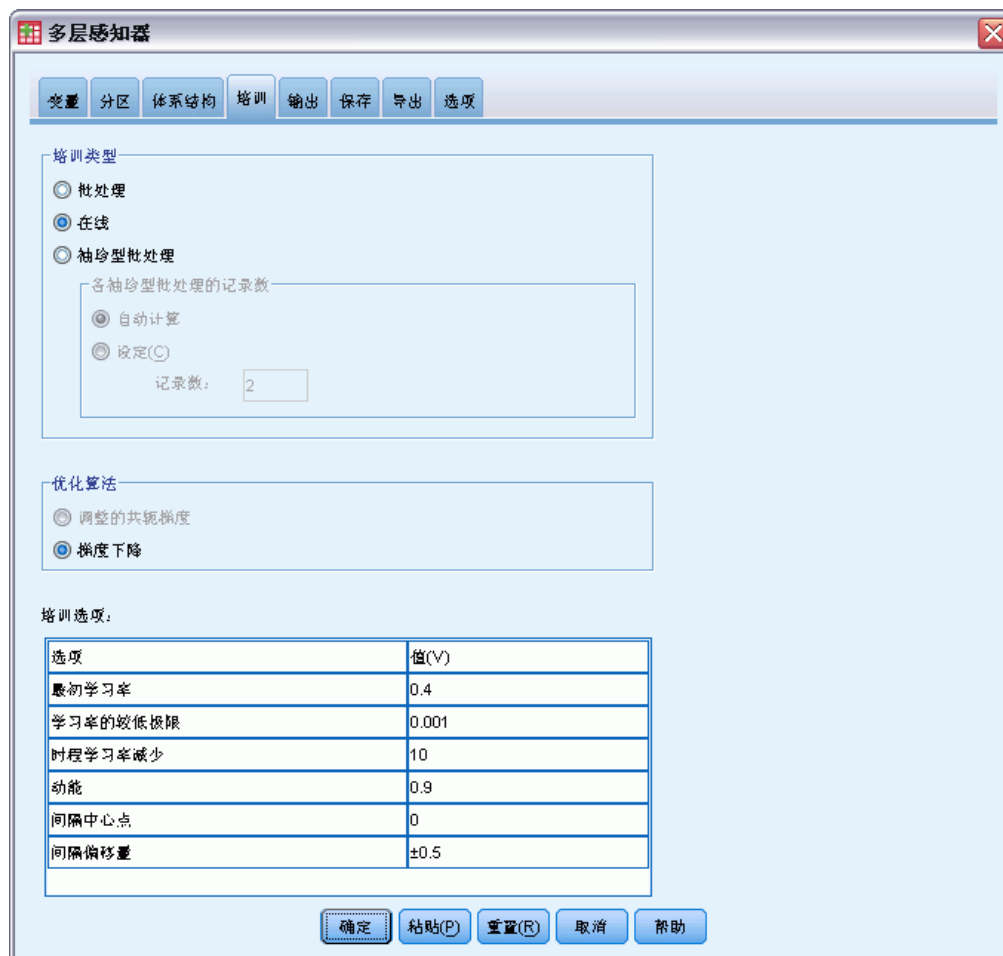 多层感知器
变量 分区 体系结构 培训 输出 保存 导出 选项
培训类型
批处理
在线
袖珍型批处理
各袖珍型批处理的记录数
自动计算
设定(C)
记录数: 2
优化算法
调整的共轭梯度
梯度下降
培训选项:
选项 值(V)
最初学习率 0.4
学习率的较低极限 0.001
时程学习率减少 10
动能 0.9
间隔中心点 0
间隔偏移量 ±0.5
确定 粘贴(P) 重置(R) 取消 帮助